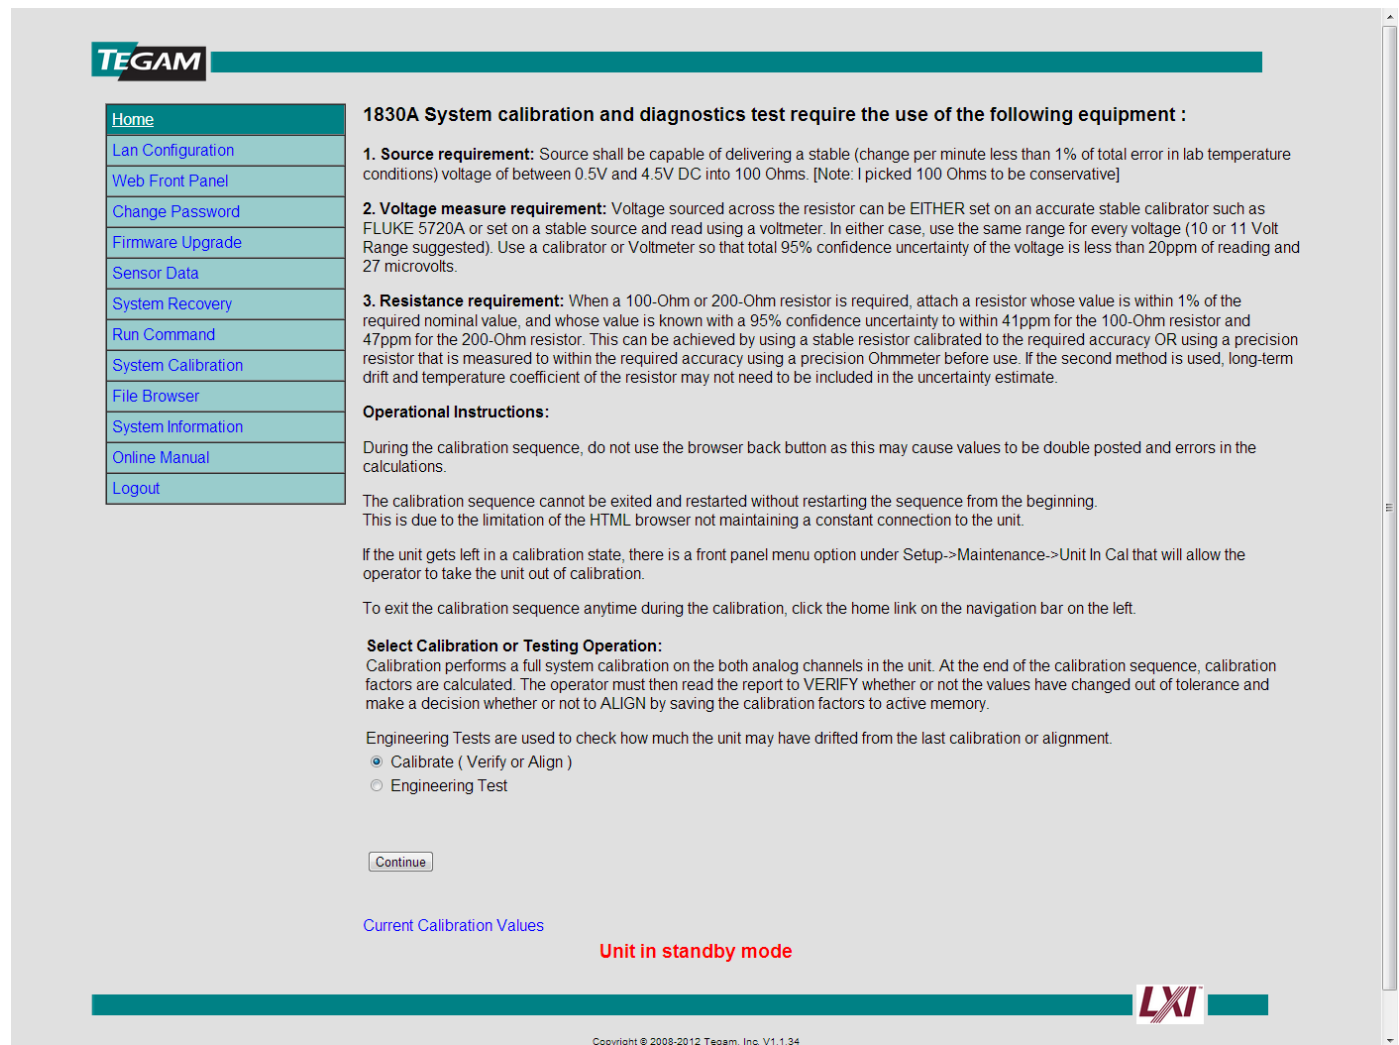 TEGAM
Home
Lan Configuration
Web Front Panel
Change Password
Firmware Upgrade
Sensor Data
System Recovery
Run Command
System Calibration
File Browser
System Information
Online Manual
Logout
1830A System calibration and diagnostics test require the use of the following equipment :
1. Source requirement: Source shall be capable of delivering a stable (change per minute less than 1% of total error in lab temperature
conditions) voltage of between 0.5V and 4.5V DC into 100 Ohms. [Note: I picked 100 Ohms to be conservative]
2. Voltage measure requirement: Voltage sourced across the resistor can be EITHER set on an accurate stable calibrator such as
FLUKE 5720A or set on a stable source and read using a voltmeter. In either case, use the same range for every voltage (10 or 11 Volt
Range suggested). Use a calibrator or Voltmeter so that total 95% confidence uncertainty of the voltage is less than 20ppm of reading and
27 microvolts.
3. Resistance requirement: When a 100-Ohm or 200-Ohm resistor is required, attach a resistor whose value is within 1% of the
required nominal value, and whose value is known with a 95% confidence uncertainty to within 41ppm for the 100-Ohm resistor and
47ppm for the 200-Ohm resistor. This can be achieved by using a stable resistor calibrated to the required accuracy OR using a precision
resistor that is measured to within the required accuracy using a precision Ohmmeter before use. If the second method is used, long-term
drift and temperature coefficient of the resistor may not need to be included in the uncertainty estimate.
Operational Instructions:
During the calibration sequence, do not use the browser back button as this may cause values to be double posted and errors in the
calculations.
The calibration sequence cannot be exited and restarted without restarting the sequence from the beginning.
This is due to the limitation of the HTML browser not maintaining a constant connection to the unit.
If the unit gets left in a calibration state, there is a front panel menu option under Setup->Maintenance->Unit In Cal that will allow the
operator to take the unit out of calibration.
To exit the calibration sequence anytime during the calibration, click the home link on the navigation bar on the left.
Select Calibration or Testing Operation:
Calibration performs a full system calibration on the both analog channels in the unit. At the end of the calibration sequence, calibration
factors are calculated. The operator must then read the report to VERIFY whether or not the values have changed out of tolerance and
make a decision whether or not to ALIGN by saving the calibration factors to active memory.
Engineering Tests are used to check how much the unit may have drifted from the last calibration or alignment.
Calibrate ( Verify or Align )
Engineering Test
Continue
Current Calibration Values
Unit in standby mode
LXI
Copyright © 2008-2012 Tegam, Inc. V1.1.34